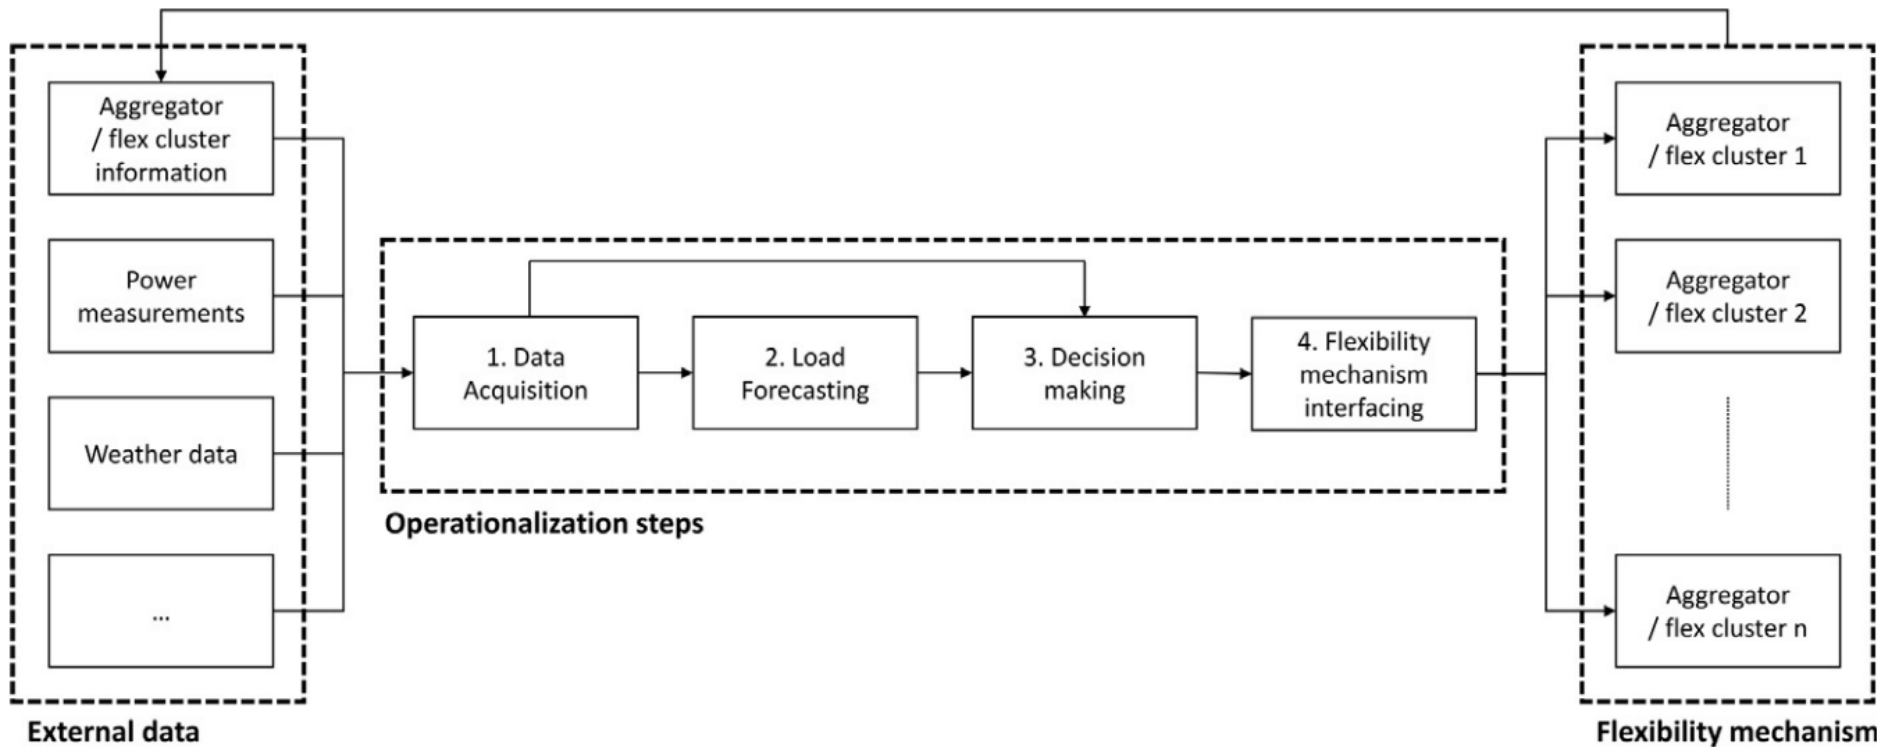 Aggregator
/ flex cluster
information
Power
measurements
Weather data
...
External data
1. Data
Acquisition
2. Load
Forecasting
3. Decision
making
4. Flexibility
mechanism
interfacing
Operationalization steps
Aggregator
/ flex cluster 1
Aggregator
/ flex cluster 2
Aggregator
/ flex cluster n
Flexibility mechanism